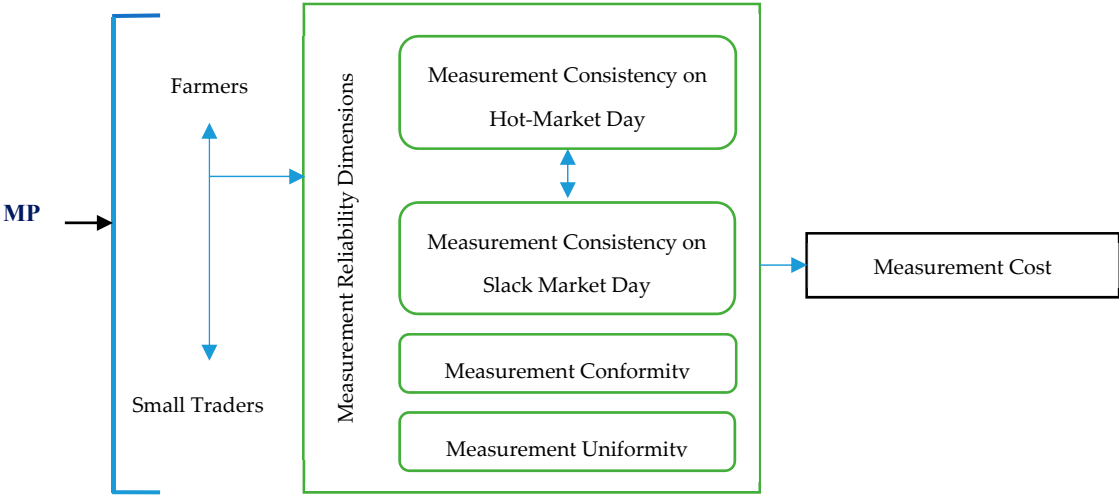 MP
Farmers
Small Traders
Measurement Reliability Dimensions
Measurement Consistency on
Hot-Market Day
Measurement Consistency on
Slack Market Day
Measurement Conformity
Measurement Uniformity
Measurement Cost